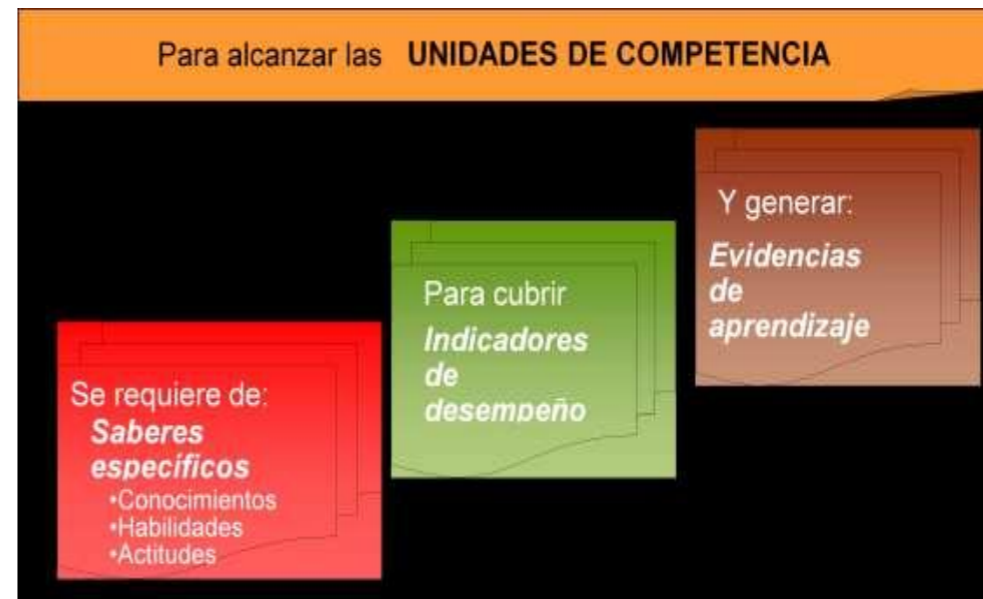 Para alcanzar las UNIDADES DE COMPETENCIA
Se requiere de:
Saberes
específicos
•Conocimientos
•Habilidades
•Actitudes
Para cubrir
Indicadores
de
desempeño
Y generar:
Evidencias
de
aprendizaje